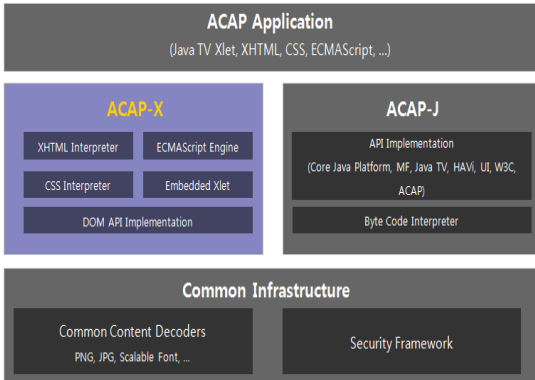 ACAP Application
(Java TV Xlet, XHTML, CSS, ECMAScript, ...)
ACAP-X
XHTML Interpreter
ECMAScript Engine
CSS Interpreter
Embedded Xlet
DOM API Implementation
ACAP-J
API Implementation
(Core Java Platform, MF, Java TV, HAVi, UI, W3C,
ACAP)
Byte Code Interpreter
Common Infrastructure
Common Content Decoders
PNG, JPG, Scalable Font, ...
Security Framework